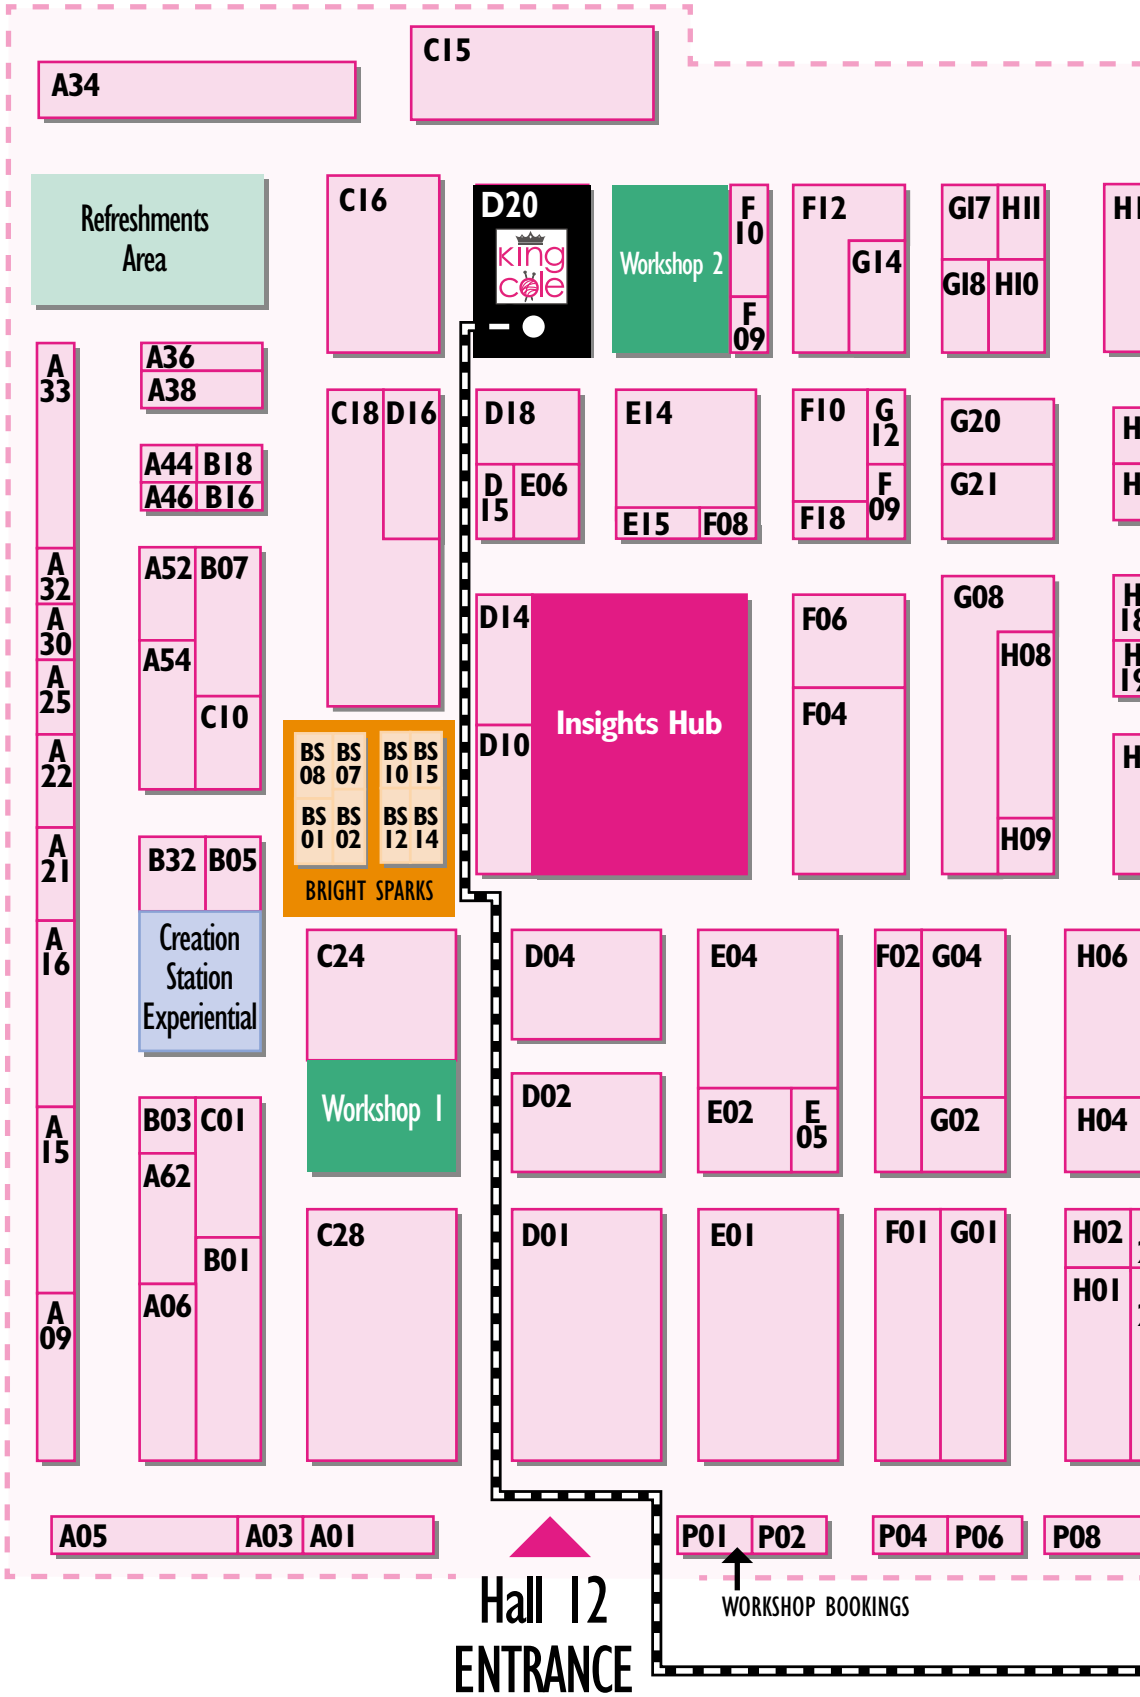 C15
A34
Refreshments
Area
C16
D20
king
cole
Workshop 2
F
10
F
09
F12
G14
G17
H11
G18
H10
A
33
A36
A38
C18
D16
D18
D
15
E06
E14
E15
F08
F10
G
12
F
09
F18
G20
G21
A44
B18
A46
B16
A
32
A
30
A
25
A
22
A
21
A
16
A
15
A
09
A52
B07
A54
C10
D14
D10
Insights Hub
F06
F04
G08
H08
H09
BS
08
BS
07
BS
10
BS
15
BS
01
BS
02
BS
12
BS
14
BRIGHT SPARKS
B32
B05
Creation
Station
Experiential
C24
Workshop 1
D04
D02
E04
E02
E
05
F02
G04
G02
H06
H04
B03
C01
A62
B01
A06
C28
D01
E01
F01
G01
H02
H01
A05
A03
A01
P01
P02
P04
P06
P08
Hall 12
ENTRANCE
WORKSHOP BOOKINGS